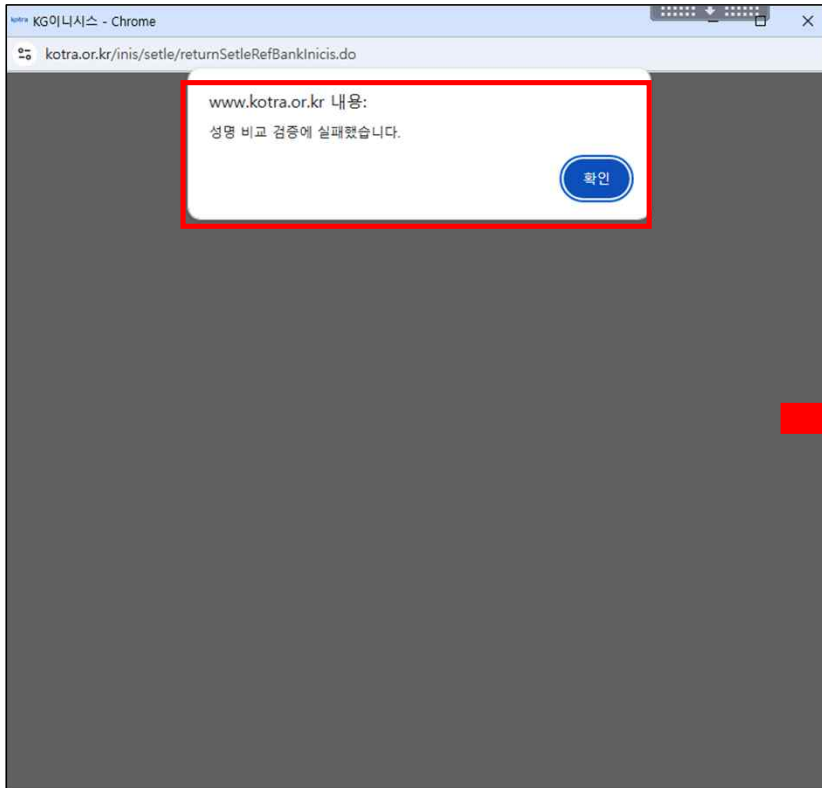 kotra KG이니시스 - Chrome
kotra.or.kr/inis/setle/returnSetleRefBankInicis.do
www.kotra.or.kr 내용:
성명 비교 검증에 실패했습니다.
확인